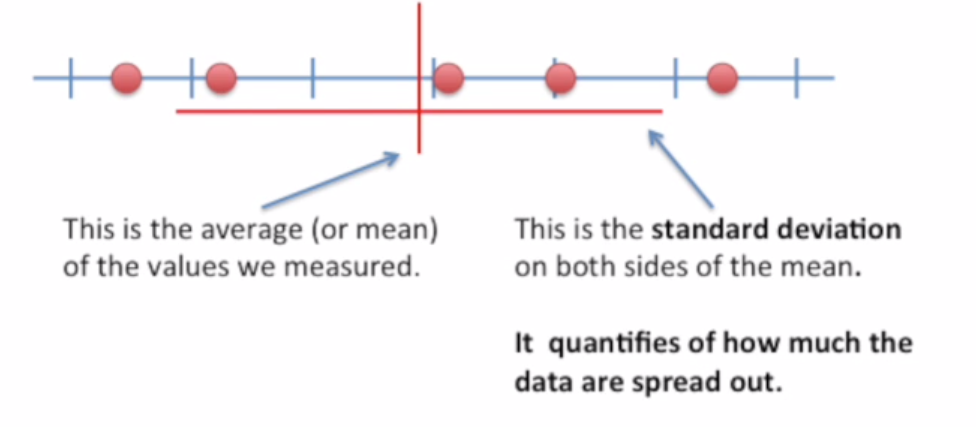 This is the average (or mean)
of the values we measured.
This is the standard deviation
on both sides of the mean.
It quantifies of how much the
data are spread out.